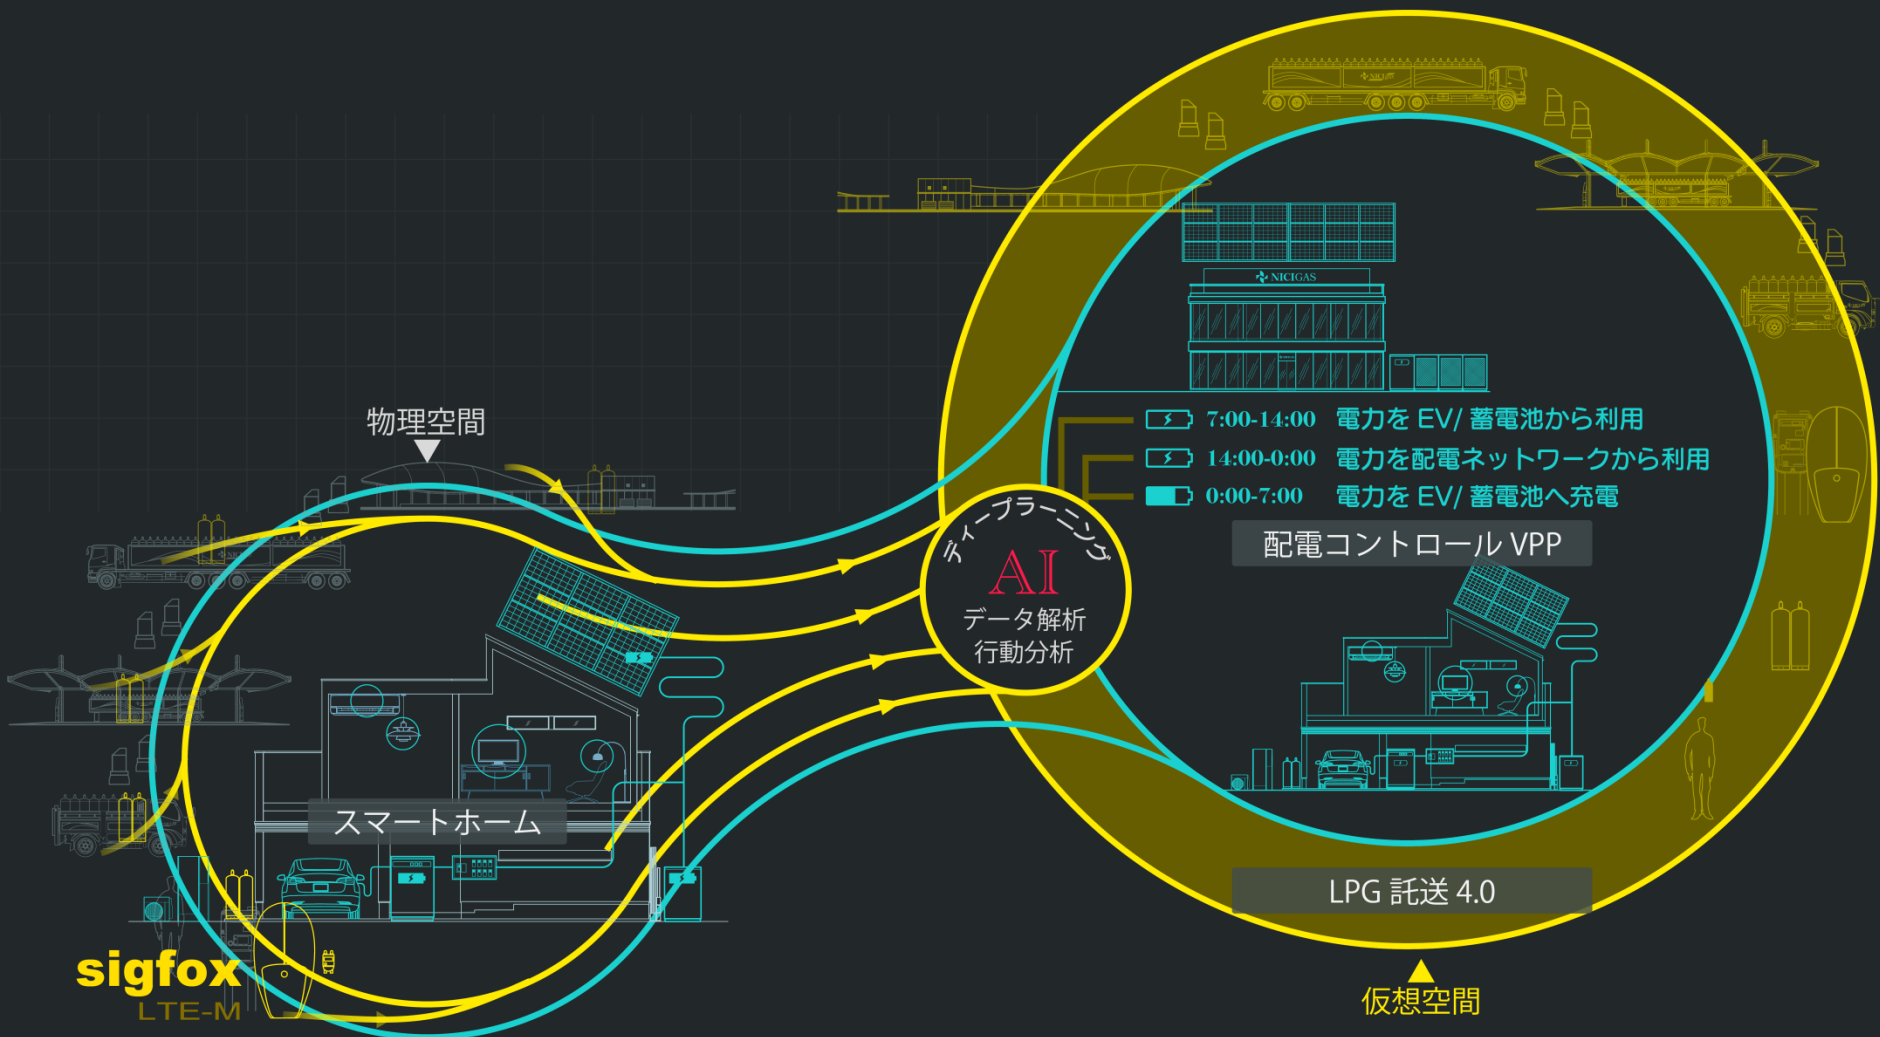 物理空間
スマートホーム
sigfox
LTE-M
ディープラーニング
AI
データ解析
行動分析
NICIGAS
7:00-14:00 電力を EV/ 蓄電池から利用
14:00-0:00 電力を配電ネットワークから利用
0:00-7:00 電力を EV/ 蓄電池へ充電
配電コントロール VPP
LPG 託送 4.0
仮想空間